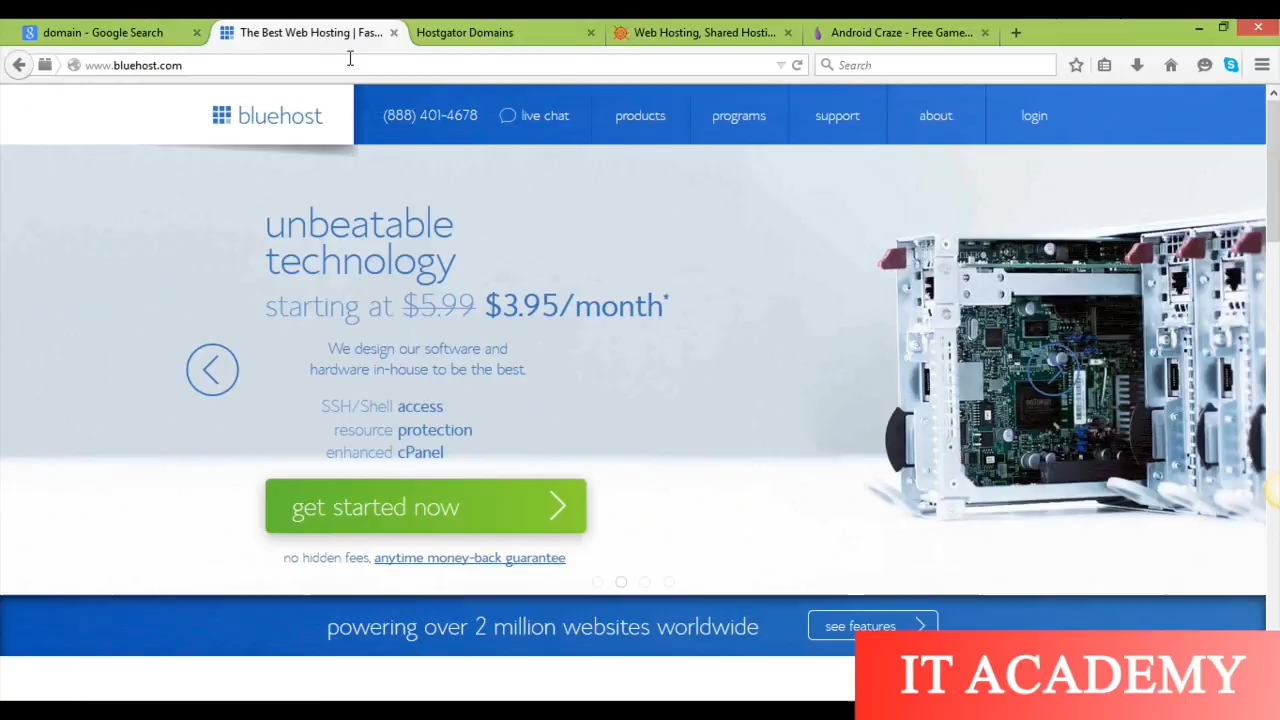 domain - Google Search
The Best Web Hosting | Fas...
Hostgator Domains
Web Hosting, Shared Hosti...
Android Craze - Free Game...
www.bluehost.com
Search
bluehost
(888) 401-4678
live chat
products
programs
support
about
login
unbeatable
technology
starting at $5.99 $3.95/month*
We design our software and
hardware in-house to be the best.
SSH/Shell access
resource protection
enhanced cPanel
get started now
no hidden fees, anytime money-back guarantee
powering over 2 million websites worldwide
see features
IT ACADEMY